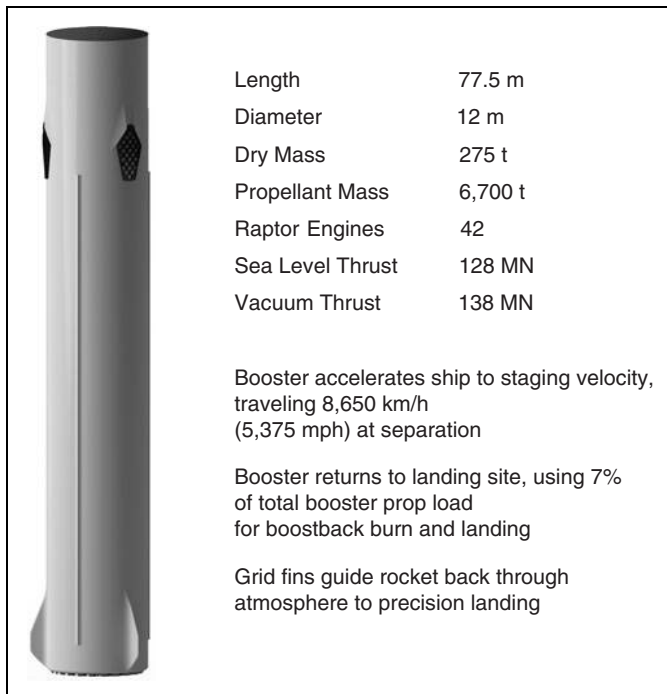 Length 77.5 m
Diameter 12 m
Dry Mass 275 t
Propellant Mass 6,700 t
Raptor Engines 42
Sea Level Thrust 128 MN
Vacuum Thrust 138 MN
Booster accelerates ship to staging velocity,
traveling 8,650 km/h
(5,375 mph) at separation
Booster returns to landing site, using 7%
of total booster prop load
for boostback burn and landing
Grid fins guide rocket back through
atmosphere to precision landing